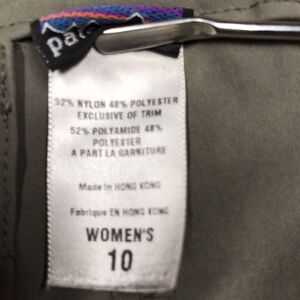 pa
52% NYLON 48% POLYESTER
EXCLUSIVE OF TRIM
52% POLYAMIDE 48%
POLYESTER
A PART LA GARNITURE
Made in HONG KONG
Fabrique EN HONG KONG
WOMEN'S
10